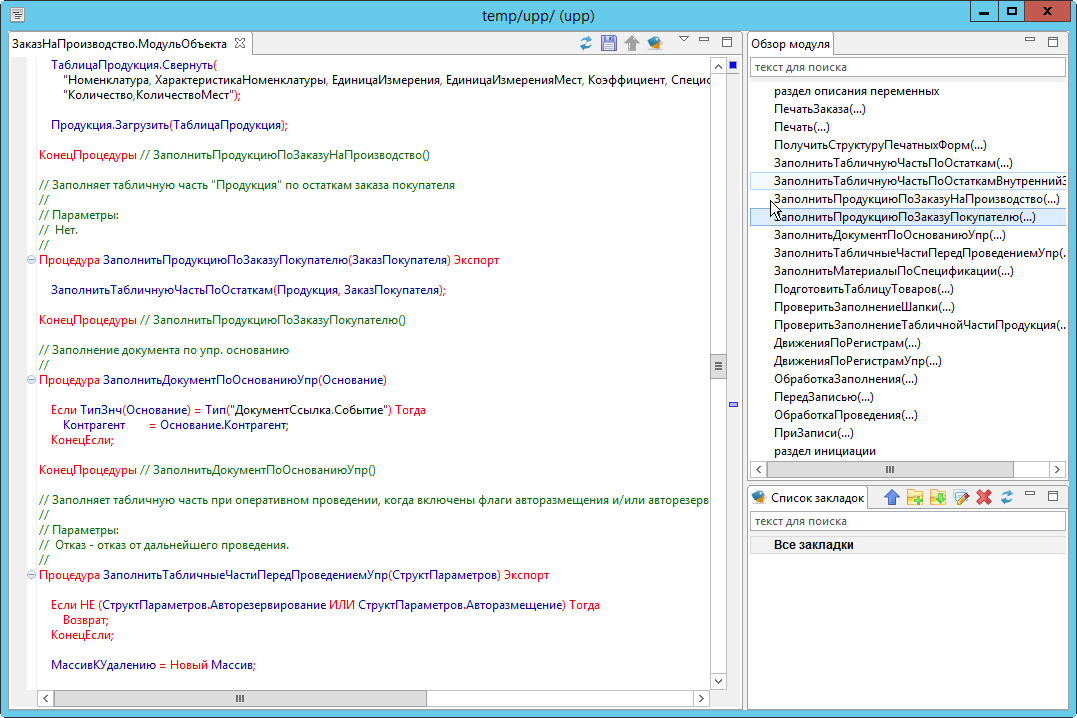 temp/upp/ (upp)
ЗаказНаПроизводство.МодульОбъекта
ТаблицаПродукция.Свернуть(
"Номенклатура, ХарактеристикаНоменклатуры, ЕдиницаИзмерения, ЕдиницаИзмеренияМест, Коэффициент, Специс
"Количество,КоличествоМест");
Продукция.Загрузить(ТаблицаПродукция);
КонецПроцедуры // ЗаполнитьПродукциюПоЗаказуНаПроизводство()
// Заполняет табличную часть "Продукция" по остаткам заказа покупателя
//
// Параметры:
//  Нет.
//
Процедура ЗаполнитьПродукциюПоЗаказуПокупателю(ЗаказПокупателя) Экспорт
ЗаполнитьТабличнуюЧастьПоОстаткам(Продукция, ЗаказПокупателя);
КонецПроцедуры // ЗаполнитьПродукциюПоЗаказуПокупателю()
// Заполнение документа по упр. основанию
//
Процедура ЗаполнитьДокументПоОснованиюУпр(Основание)
Если ТипЗнч(Основание) = Тип("ДокументСсылка.Событие") Тогда
Контрагент = Основание.Контрагент;
КонецЕсли;
КонецПроцедуры // ЗаполнитьДокументПоОснованиюУпр()
// Заполняет табличную часть при оперативном проведении, когда включены флаги авторазмещения и/или авторезерв
//
// Параметры:
//  Отказ - отказ от дальнейшего проведения.
//
Процедура ЗаполнитьТабличныеЧастиПередПроведениемУпр(СтруктПараметров) Экспорт
Если НЕ (СтруктПараметров.Авторезервирование ИЛИ СтруктПараметров.Авторазмещение) Тогда
Возврат;
КонецЕсли;
МассивКУдалению = Новый Массив;
Обзор модуля
текст для поиска
раздел описания переменных
ПечатьЗаказа(...)
Печать(...)
ПолучитьСтруктуруПечатныхФорм(...)
ЗаполнитьТабличнуюЧастьПоОстаткам(...)
ЗаполнитьТабличнуюЧастьПоОстаткамВнутреннийЗ
ЗаполнитьПродукциюПоЗаказуНаПроизводство(...)
ЗаполнитьПродукциюПоЗаказуПокупателю(...)
ЗаполнитьДокументПоОснованиюУпр(...)
ЗаполнитьТабличныеЧастиПередПроведениемУпр(..
ЗаполнитьМатериалыПоСпецификации(...)
ПодготовитьТаблицуТоваров(...)
ПроверитьЗаполнениеШапки(...)
ПроверитьЗаполнениеТабличнойЧастиПродукция(...
ДвиженияПоРегистрам(...)
ДвиженияПоРегистрамУпр(...)
ОбработкаЗаполнения(...)
ПередЗаписью(...)
ОбработкаПроведения(...)
ПриЗаписи(...)
раздел инициации
Список закладок
текст для поиска
Все закладки